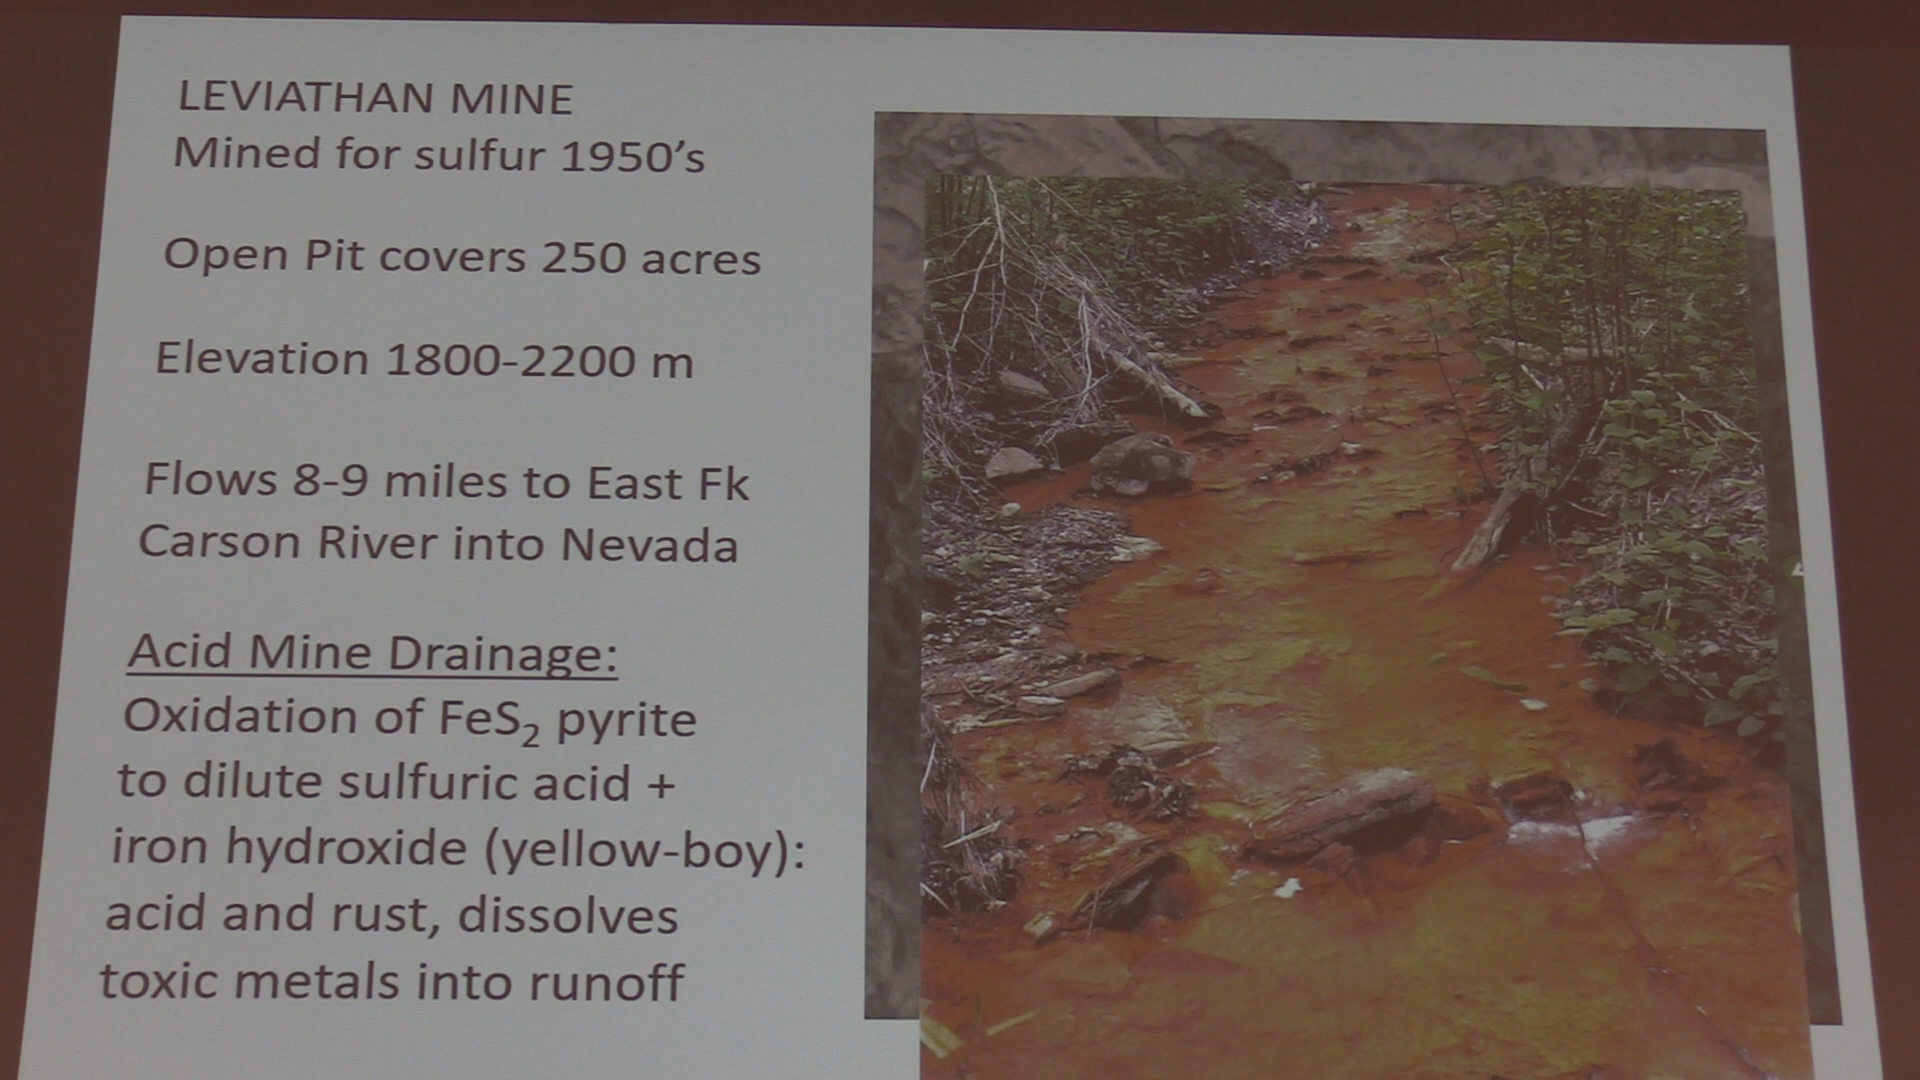 LEVIATHAN MINE
Mined for sulfur 1950’s
Open Pit covers 250 acres
Elevation 1800-2200 m
Flows 8-9 miles to East Fk
Carson River into Nevada
Acid Mine Drainage:
Oxidation of FeS₂ pyrite
to dilute sulfuric acid +
iron hydroxide (yellow-boy):
acid and rust, dissolves
toxic metals into runoff